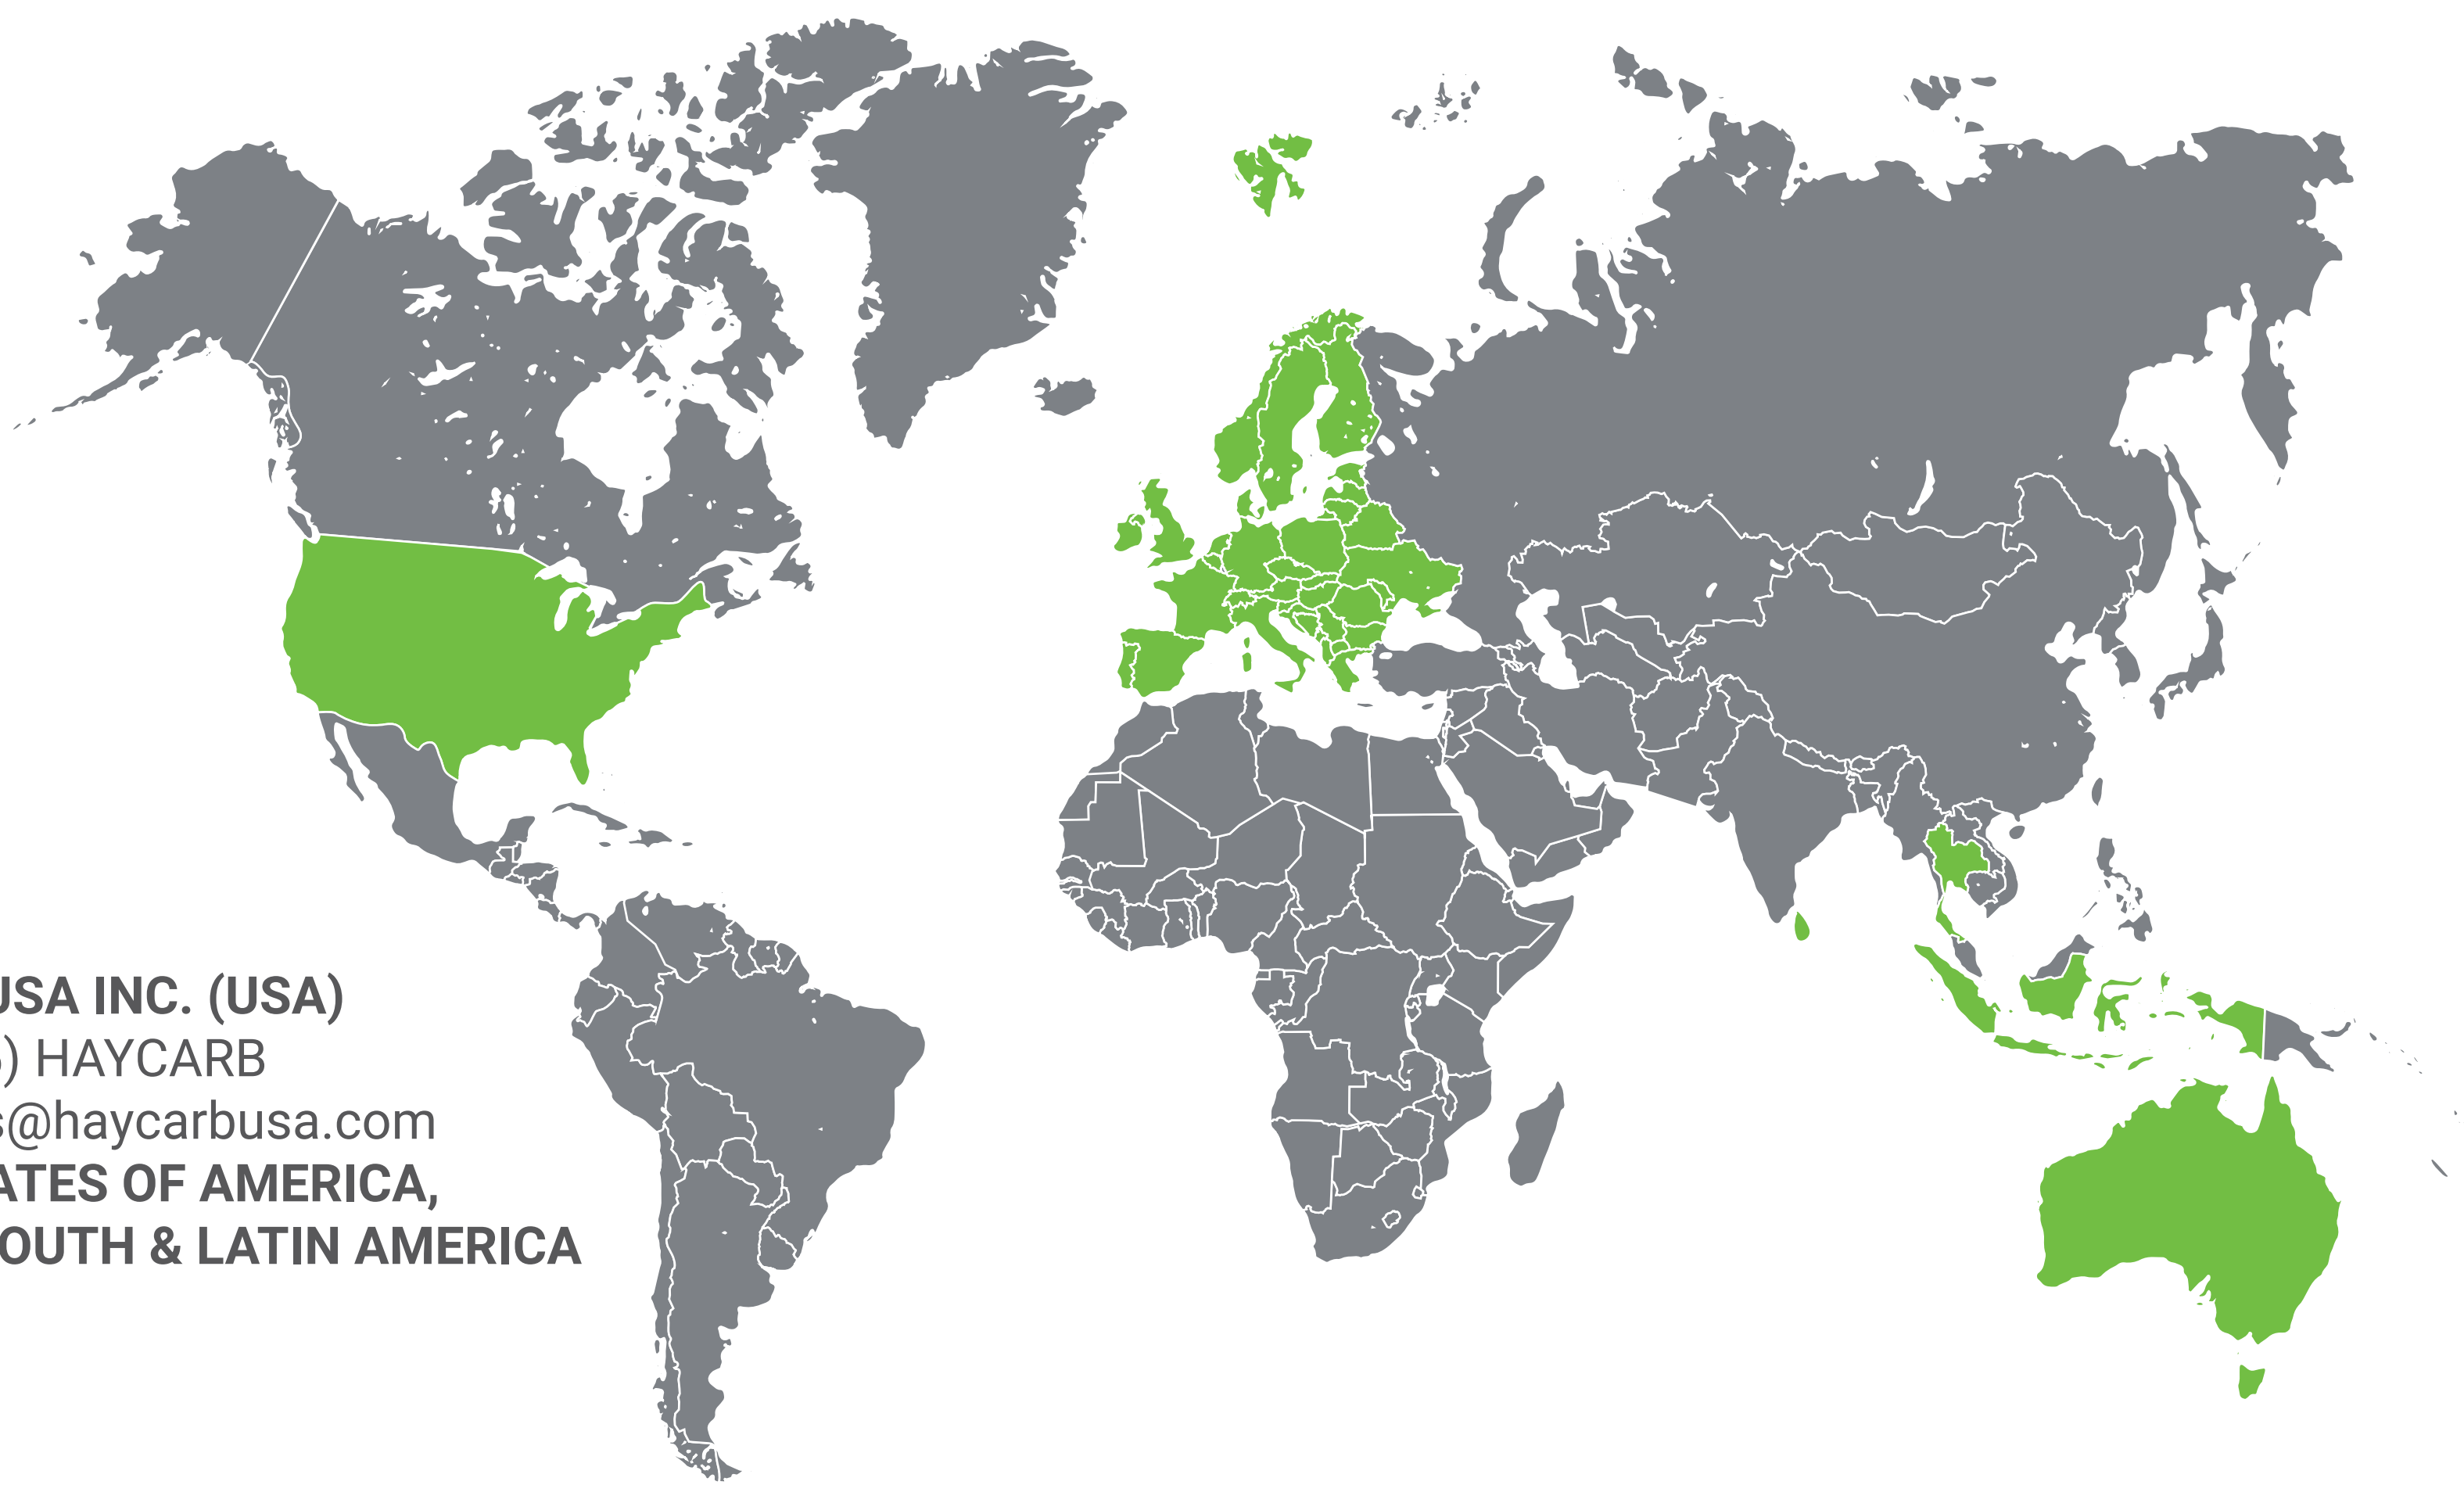 USA INC. (USA)
) HAYCARB
@haycarbusa.com
ATES OF AMERICA,
OUTH & LATIN AMERICA